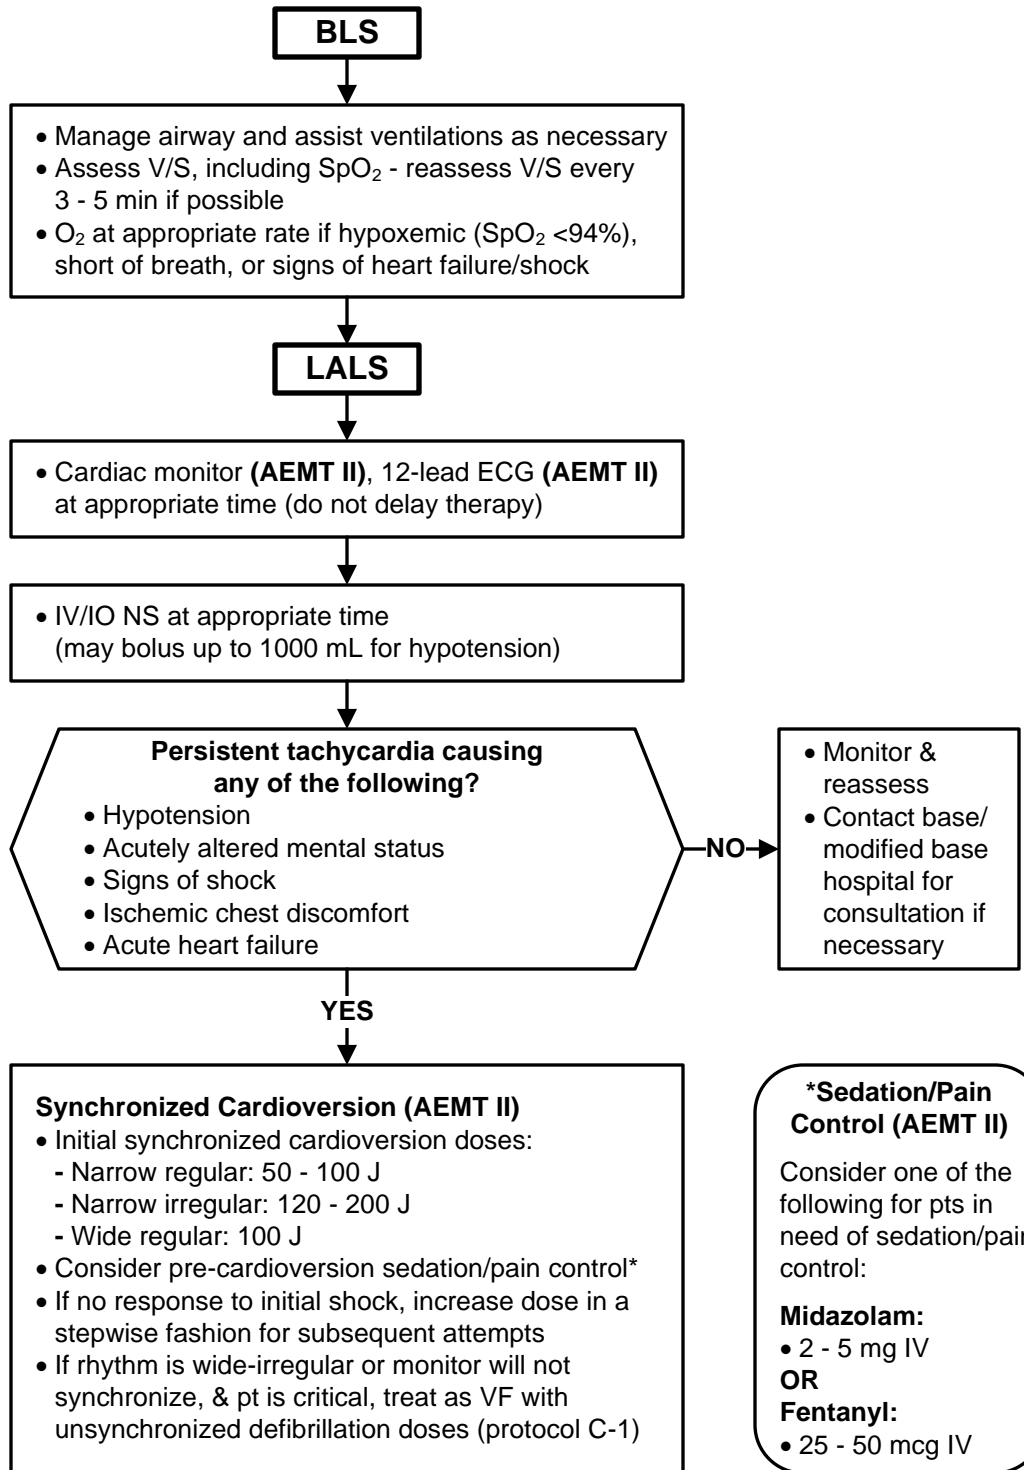 BLS
• Manage airway and assist ventilations as necessary
• Assess V/S, including SpO₂ - reassess V/S every
3 - 5 min if possible
• O₂ at appropriate rate if hypoxemic (SpO₂ <94%),
short of breath, or signs of heart failure/shock
LALS
• Cardiac monitor (AEMT II), 12-lead ECG (AEMT II)
at appropriate time (do not delay therapy)
• IV/IO NS at appropriate time
(may bolus up to 1000 mL for hypotension)
Persistent tachycardia causing
any of the following?
• Hypotension
• Acutely altered mental status
• Signs of shock
• Ischemic chest discomfort
• Acute heart failure
NO
• Monitor &
reassess
• Contact base/
modified base
hospital for
consultation if
necessary
YES
Synchronized Cardioversion (AEMT II)
• Initial synchronized cardioversion doses:
- Narrow regular: 50 - 100 J
- Narrow irregular: 120 - 200 J
- Wide regular: 100 J
• Consider pre-cardioversion sedation/pain control*
• If no response to initial shock, increase dose in a
stepwise fashion for subsequent attempts
• If rhythm is wide-irregular or monitor will not
synchronize, & pt is critical, treat as VF with
unsynchronized defibrillation doses (protocol C-1)
*Sedation/Pain
Control (AEMT II)
Consider one of the
following for pts in
need of sedation/pain
control:
Midazolam:
• 2 - 5 mg IV
OR
Fentanyl:
• 25 - 50 mcg IV